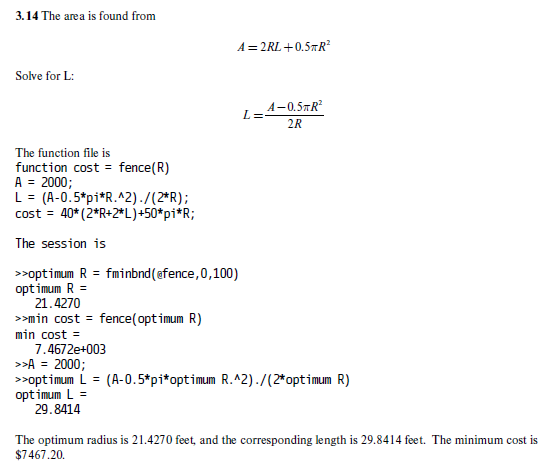 3.14 The area is found from
A = 2RL + 0.5πR²
Solve for L:
L = (A − 0.5πR²) / 2R
The function file is
function cost = fence(R)
A = 2000;
L = (A-0.5*pi*R.^2)./(2*R);
cost = 40*(2*R+2*L)+50*pi*R;
The session is
>>optimum R = fminbnd(@fence,0,100)
optimum R =
21.4270
>>min cost = fence(optimum R)
min cost =
7.4672e+003
>>A = 2000;
>>optimum L = (A-0.5*pi*optimum R.^2)./(2*optimum R)
optimum L =
29.8414
The optimum radius is 21.4270 feet, and the corresponding length is 29.8414 feet. The minimum cost is
$7467.20.